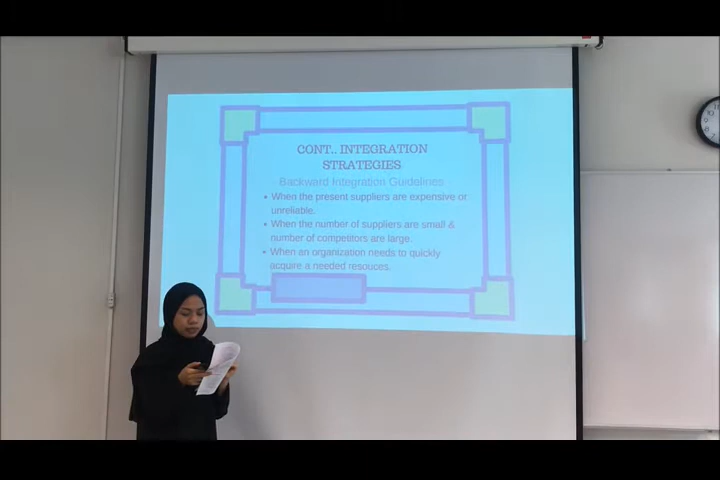 CONT.. INTEGRATION
STRATEGIES
Backward Integration Guidelines
• When the present suppliers are expensive or
unreliable.
• When the number of suppliers are small &
number of competitors are large.
• When an organization needs to quickly
acquire a needed resouces.